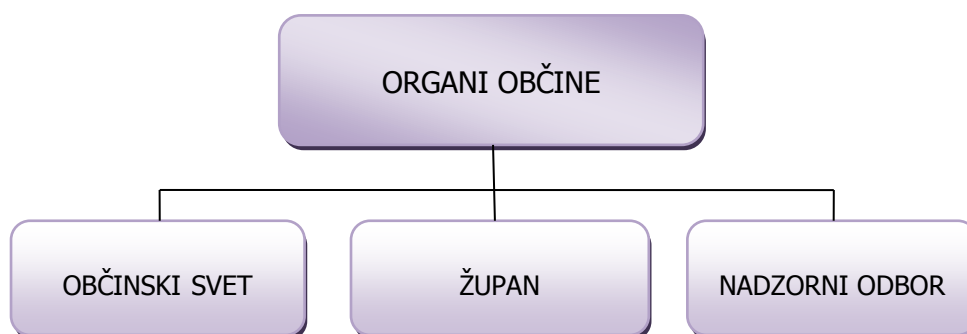 ORGANI OBČINE
OBČINSKI SVET
ŽUPAN
NADZORNI ODBOR